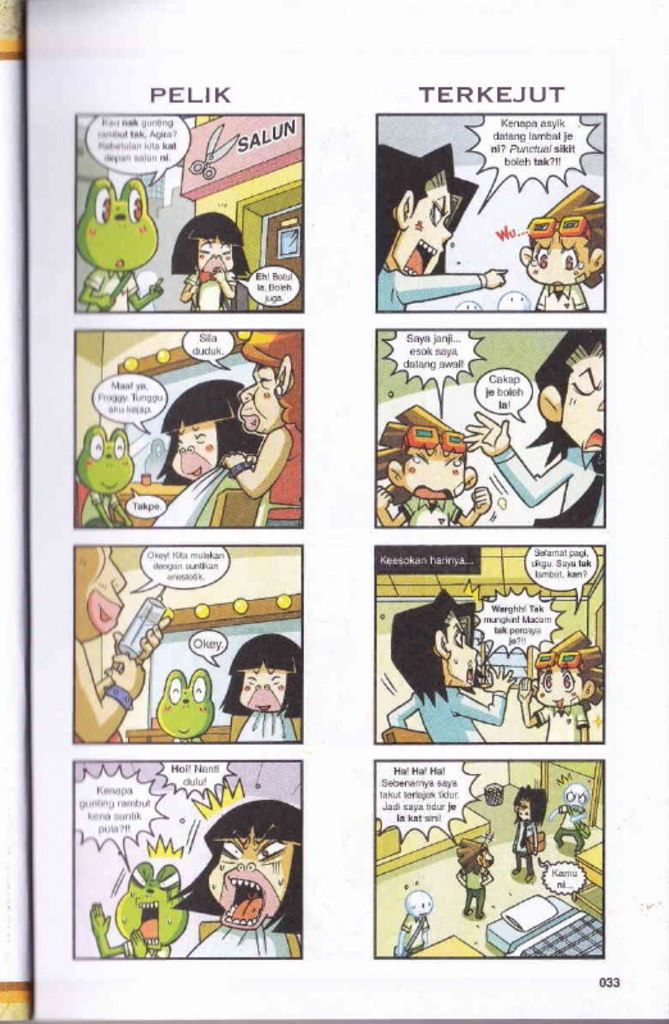 PELIK
Kau nak gunting
rambut tak, Agira?
Kebetulan kita kat
depan salun ni.
SALUN
Eh! Betul
la. Boleh
juga.
Sila
duduk.
Maaf ya,
Froggy. Tunggu
aku kejap.
Takpe.
Okey! Kita mulakan
dengan suntikan
anestatik.
Okey.
Hoi! Nanti
dulu!
Kenapa
gunting rambut
kena suntik
pula?!!
TERKEJUT
Kenapa asyik
datang lambat je
ni? Punctual sikit
boleh tak?!!
Wu...
Saya janji...
esok saya
datang awal!
Cakap
je boleh
la!
Keesokan harinya...
Selamat pagi,
cikgu. Saya tak
lambat, kan?
Warghh! Tak
mungkin! Macam
tak percaya
je?!!
Ha! Ha! Ha!
Sebenarnya saya
takut terlajak tidur.
Jadi saya tidur je
la kat sini!
Kamu
ni...
033